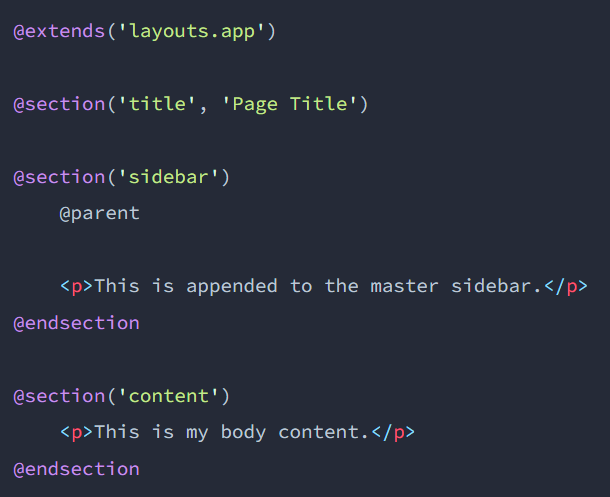 @extends('layouts.app')
@section('title', 'Page Title')
@section('sidebar')
@parent
<p>This is appended to the master sidebar.</p>
@endsection
@section('content')
<p>This is my body content.</p>
@endsection